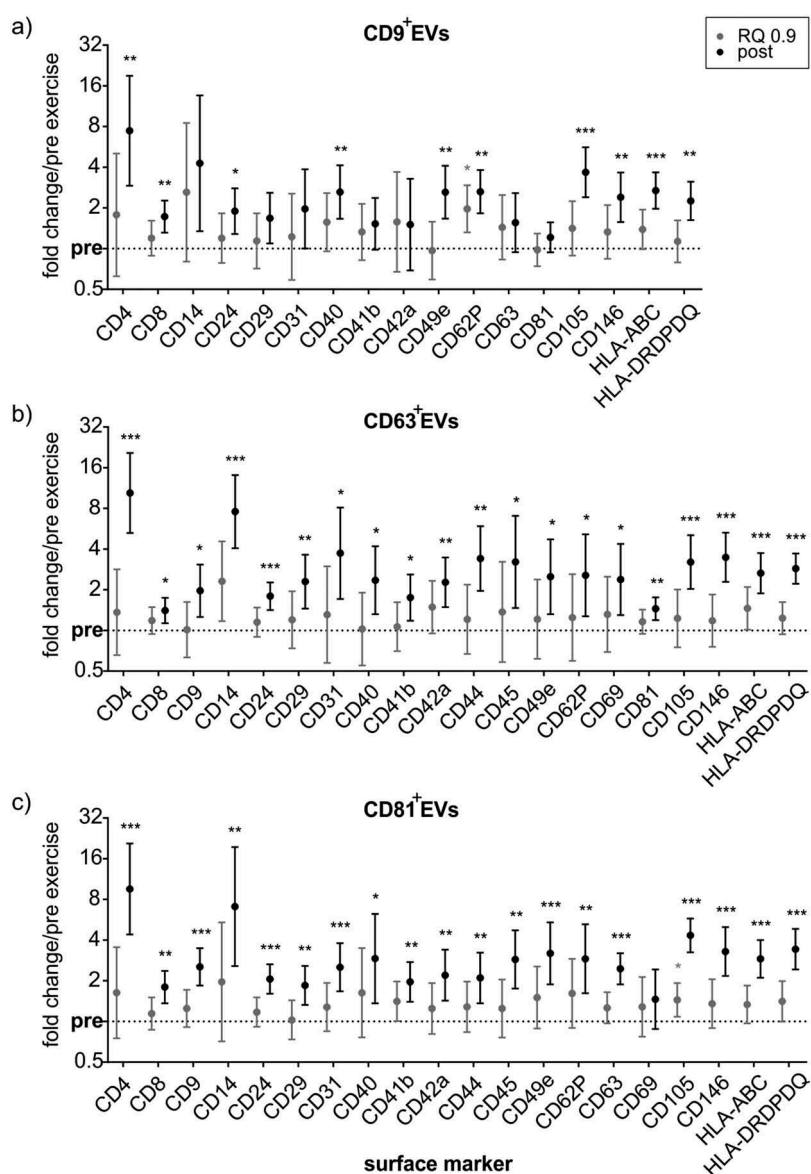 a)
CD9+EVs
RQ 0.9
post
fold change/pre exercise
32
16
8
4
2
pre
0.5
** ** * ** ** * ** *** ** *** **
CD4 CD8 CD14 CD24 CD29 CD31 CD40 CD41b CD42a CD49e CD62P CD63 CD81 CD105 CD146 HLA-ABC HLA-DRDPDQ
b)
CD63+EVs
fold change/pre exercise
32
16
8
4
2
pre
0.5
*** * * *** *** ** * * * ** ** * * * * ** *** *** *** ***
CD4 CD8 CD9 CD14 CD24 CD29 CD31 CD40 CD41b CD42a CD44 CD45 CD49e CD62P CD69 CD81 CD105 CD146 HLA-ABC HLA-DRDPDQ
c)
CD81+EVs
fold change/pre exercise
32
16
8
4
2
pre
0.5
*** ** *** ** *** ** *** * ** ** ** ** *** ** *** * *** *** *** ***
CD4 CD8 CD9 CD14 CD24 CD29 CD31 CD40 CD41b CD42a CD44 CD45 CD49e CD62P CD63 CD69 CD105 CD146 HLA-ABC HLA-DRDPDQ
surface marker